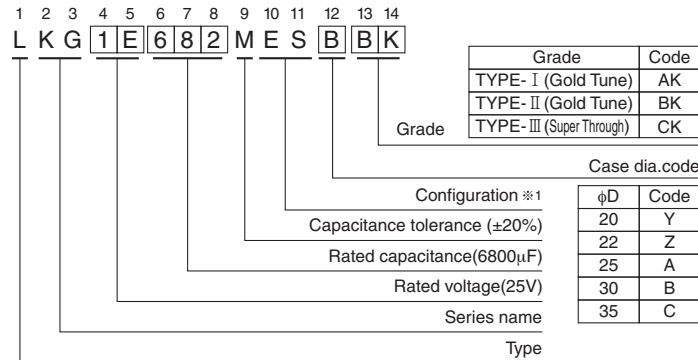 1 2 3 4 5 6 7 8 9 10 11 12 13 14
L K G 1 E 6 8 2 M E S B B K
Grade Code
TYPE-Ⅰ (Gold Tune) AK
TYPE-Ⅱ (Gold Tune) BK
TYPE-Ⅲ (Super Through) CK
Grade
Case dia.code
Configuration ※1
Capacitance tolerance (±20%)
Rated capacitance(6800μF)
Rated voltage(25V)
Series name
Type
ϕD Code
20 Y
22 Z
25 A
30 B
35 C